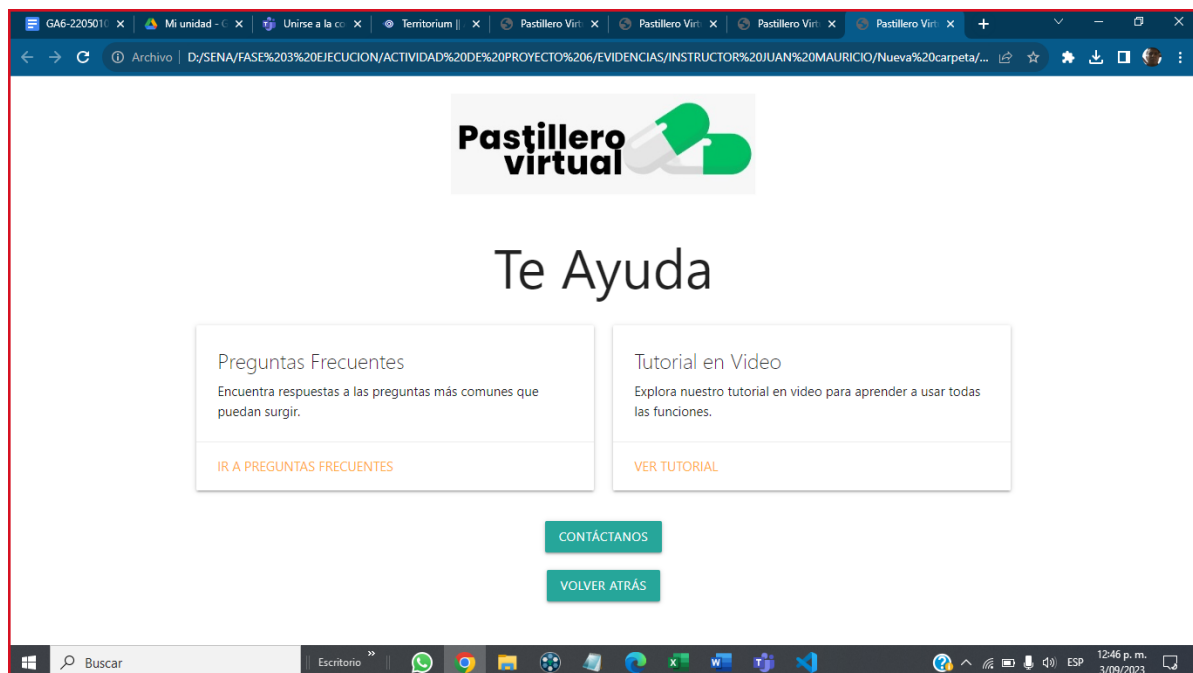 GA6-2205010
Mi unidad - G
Unirse a la co
Territorium ||
Pastillero Virt
Pastillero Virt
Pastillero Virt
Pastillero Virt
Archivo
D:/SENA/FASE%203%20EJECUCION/ACTIVIDAD%20DE%20PROYECTO%206/EVIDENCIAS/INSTRUCTOR%20JUAN%20MAURICIO/Nueva%20carpeta/...
Pastillero
virtual
Te Ayuda
Preguntas Frecuentes
Encuentra respuestas a las preguntas más comunes que
puedan surgir.
IR A PREGUNTAS FRECUENTES
Tutorial en Video
Explora nuestro tutorial en video para aprender a usar todas
las funciones.
VER TUTORIAL
CONTÁCTANOS
VOLVER ATRÁS
Buscar
Escritorio
ESP
12:46 p. m.
3/09/2023